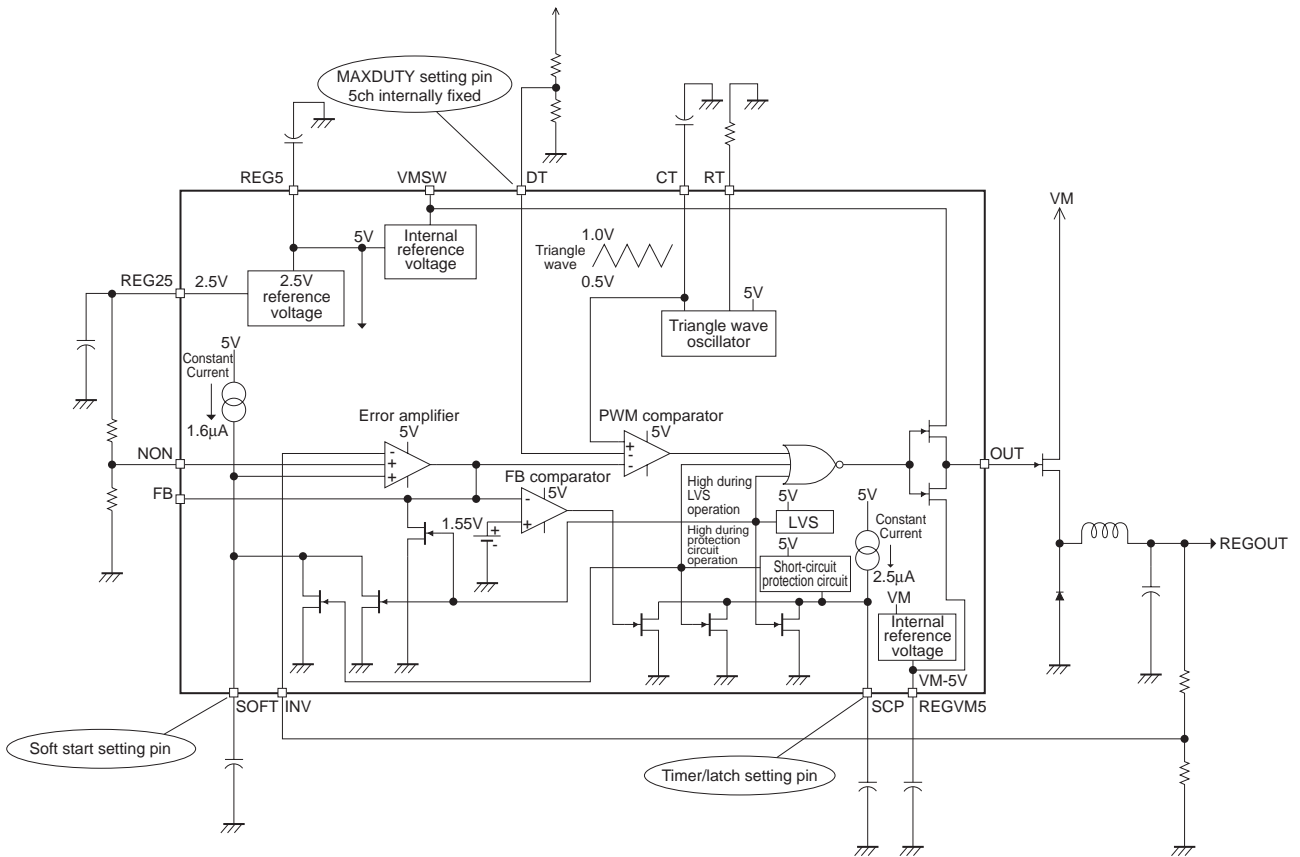 MAXDUTY setting pin
5ch internally fixed
REG5
VMSW
DT
CT
RT
VM
5V
Internal
reference
voltage
1.0V
Triangle
wave
0.5V
REG25
2.5V
2.5V
reference
voltage
5V
Triangle wave
osillator
5V
Constant
Current
1.6µA
Error amplifier
5V
PWM comparator
5V
+
-
-
OUT
NON
-
+
+
FB
FB comparator
5V
-
+
1.55V
+
-
High during
LVS
operation
5V
LVS
5V
Constant
Current
2.5µA
High during
protection
circuit
operation
5V
Short-circuit
protection circuit
REGOUT
VM
Internal
reference
voltage
VM-5V
SOFT
INV
SCP
REGVM5
Soft start setting pin
Timer/latch setting pin